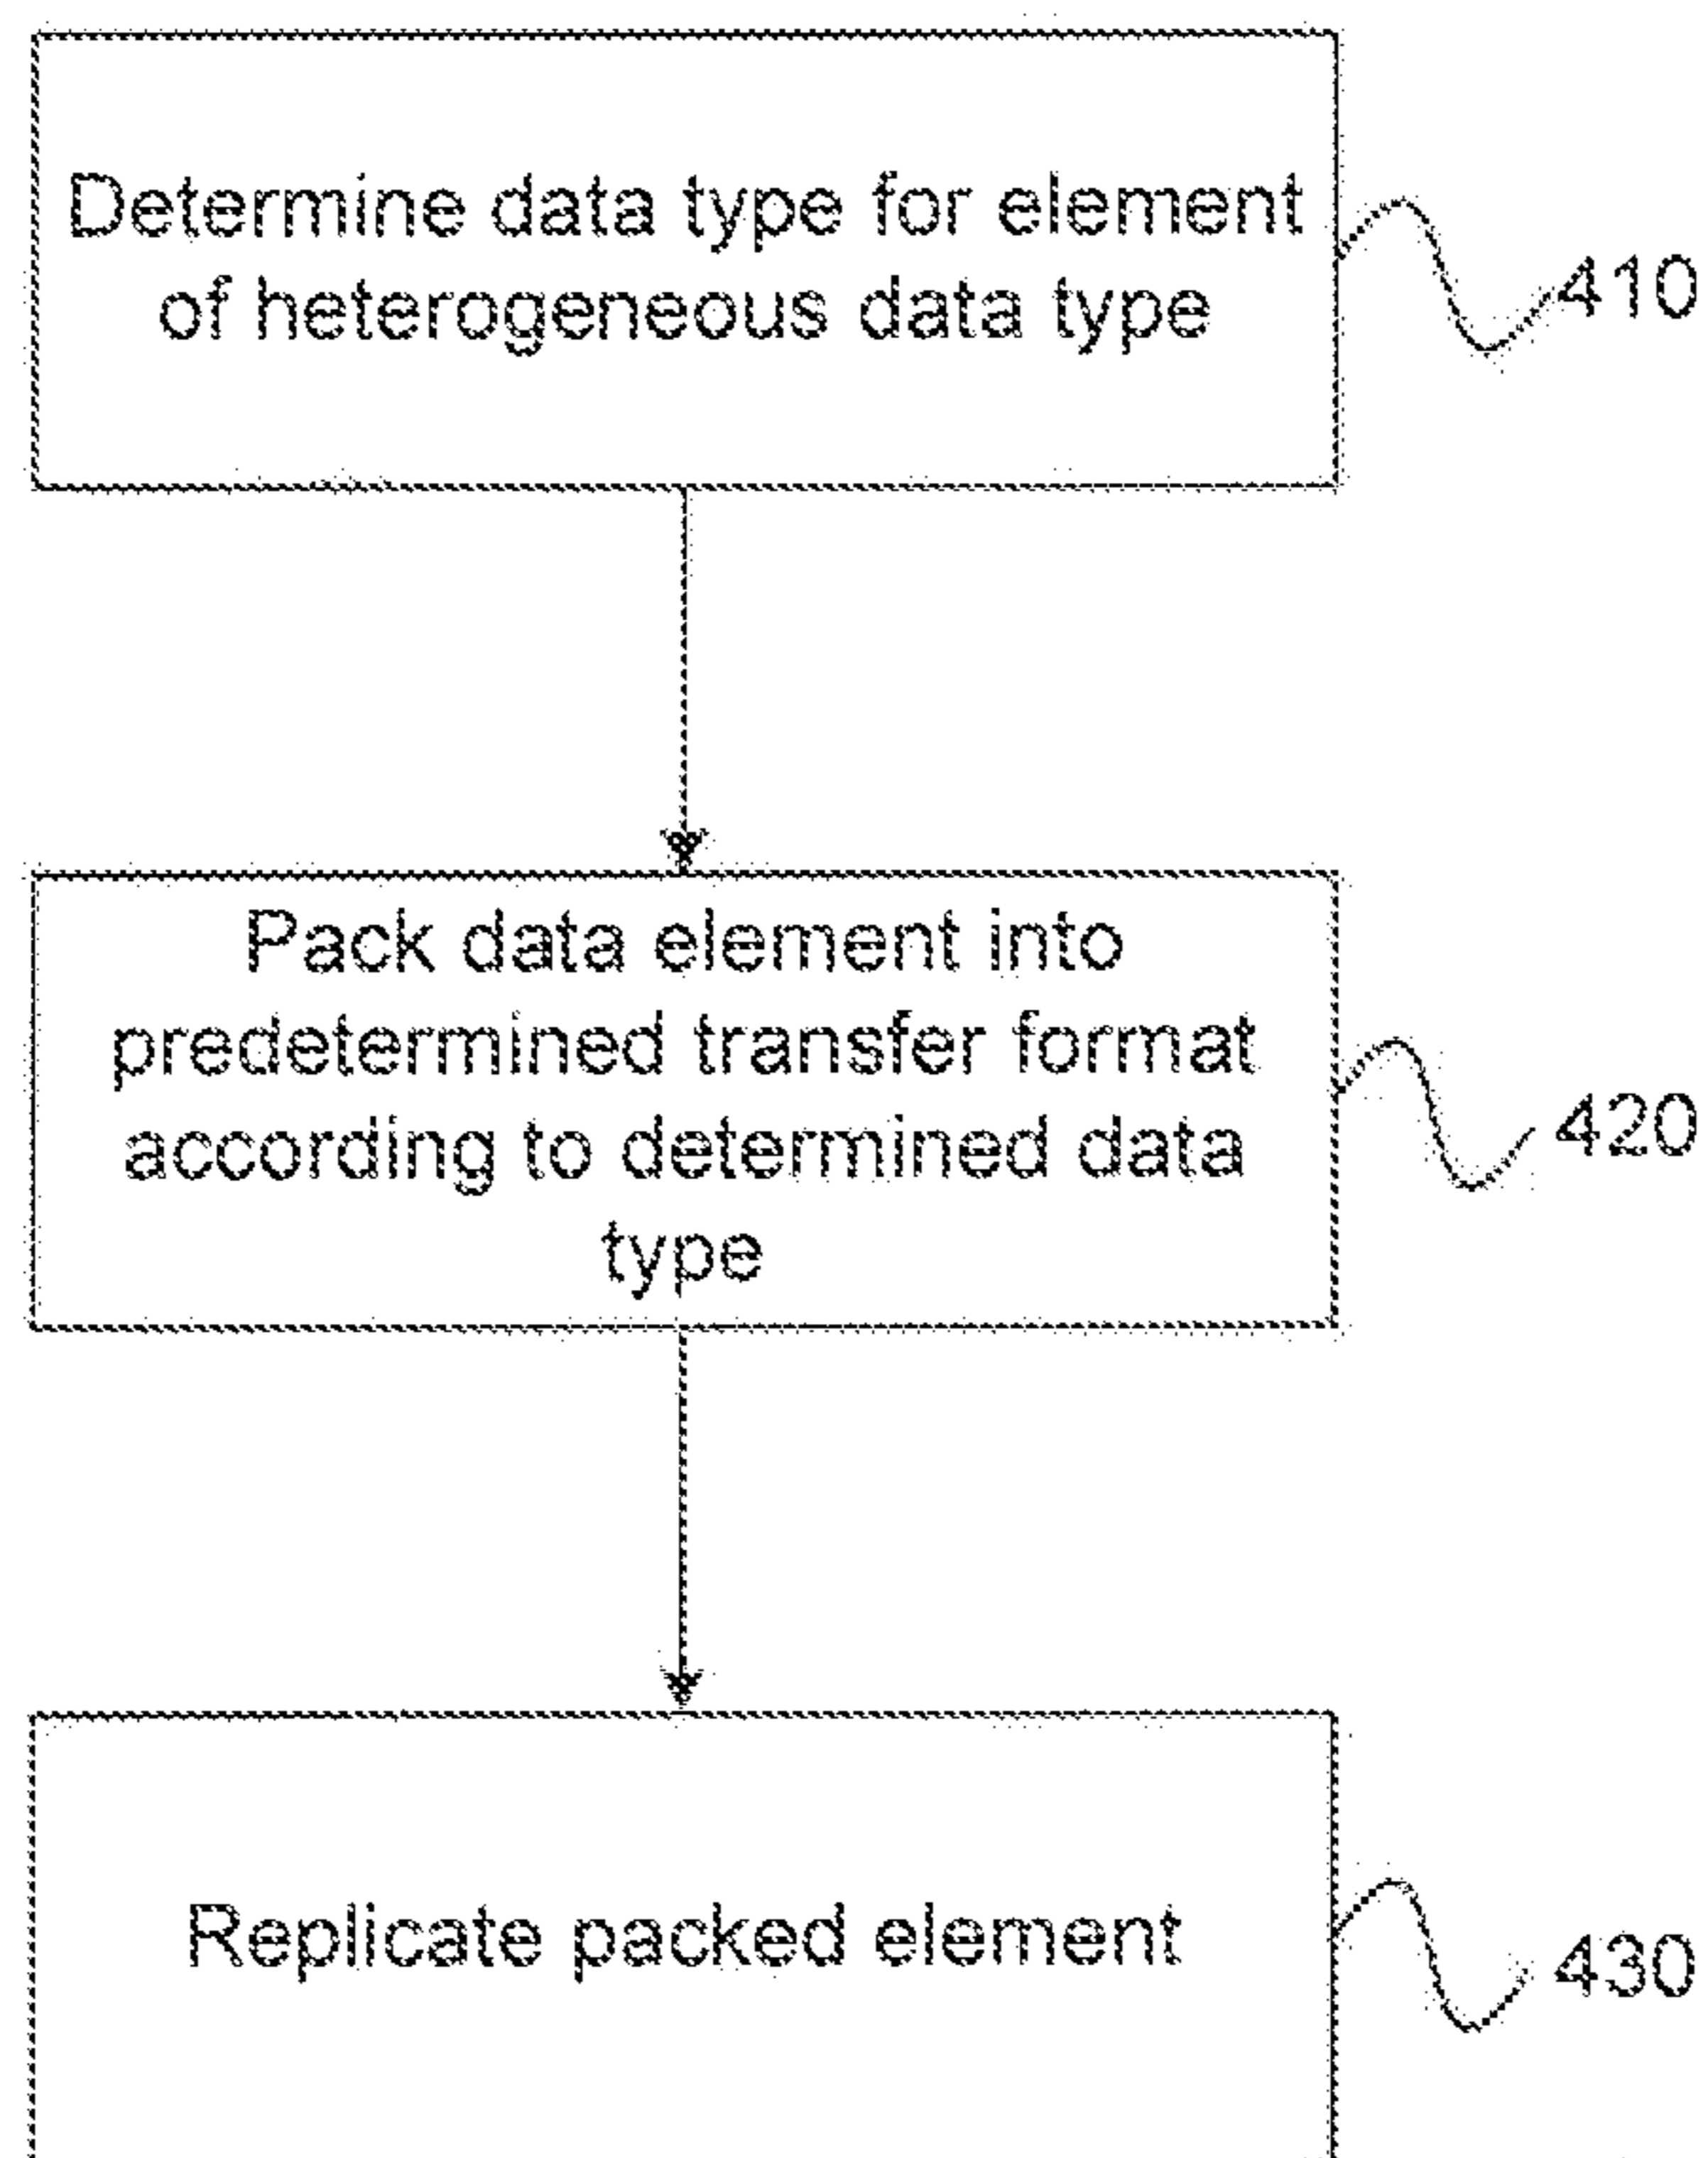 Determine data type for element
of heterogeneous data type
410
Pack data element into
predetermined transfer format
according to determined data
type
420
Replicate packed element
430